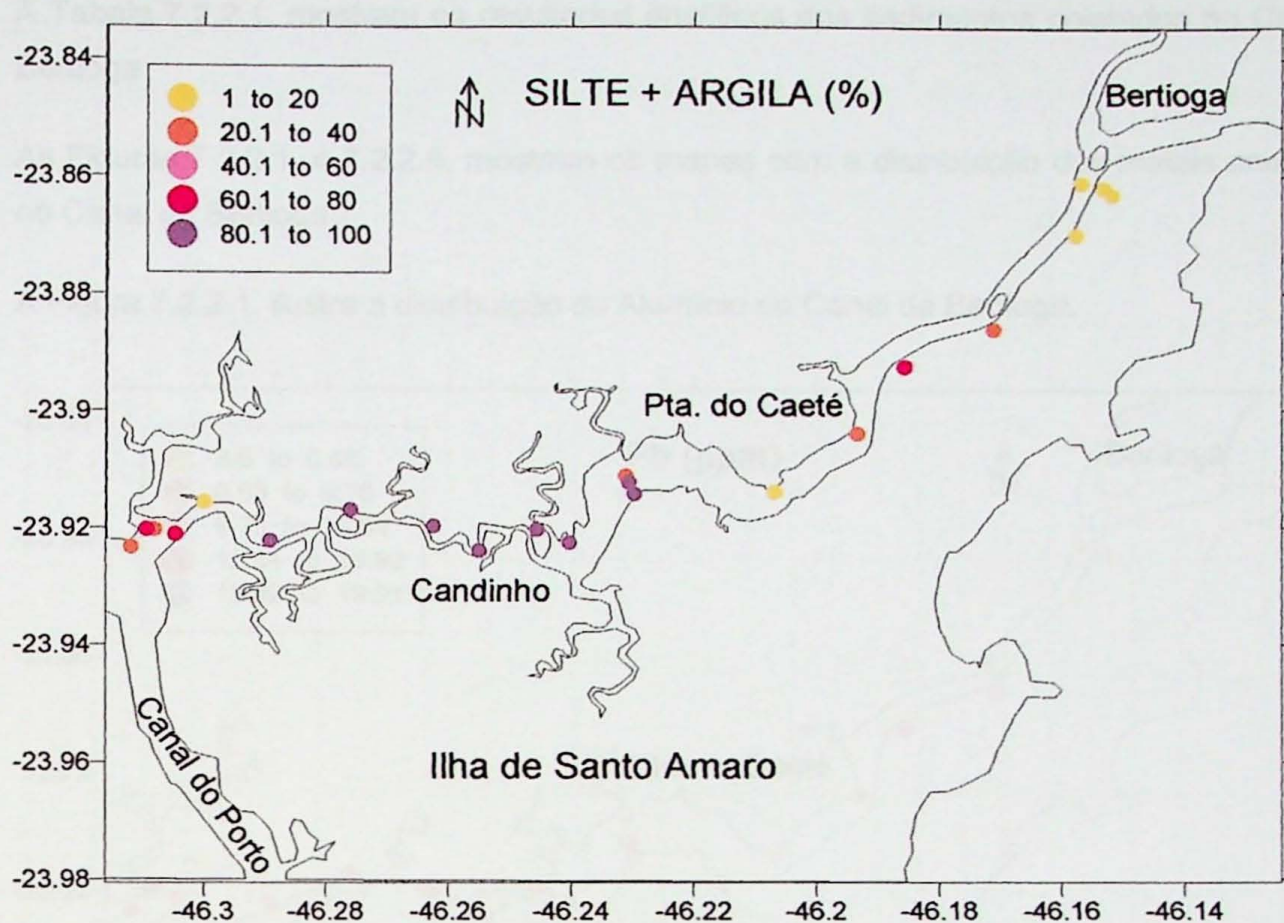 SILTE + ARGILA (%)
N
1 to 20
20.1 to 40
40.1 to 60
60.1 to 80
80.1 to 100
Bertioga
Pta. do Caeté
Candinho
Ilha de Santo Amaro
Canal do Porto
-23.84
-23.86
-23.88
-23.9
-23.92
-23.94
-23.96
-23.98
-46.3 -46.28 -46.26 -46.24 -46.22 -46.2 -46.18 -46.16 -46.14